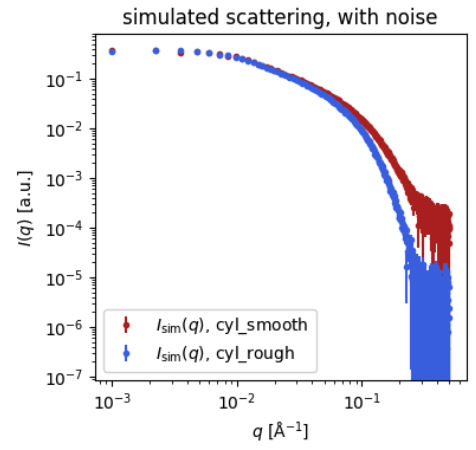 simulated scattering, with noise
10⁻¹
10⁻²
10⁻³
10⁻⁴
10⁻⁵
10⁻⁶
10⁻⁷
I(q) [a.u.]
I_sim(q), cyl_smooth
I_sim(q), cyl_rough
10⁻³ 10⁻² 10⁻¹
q [Å⁻¹]